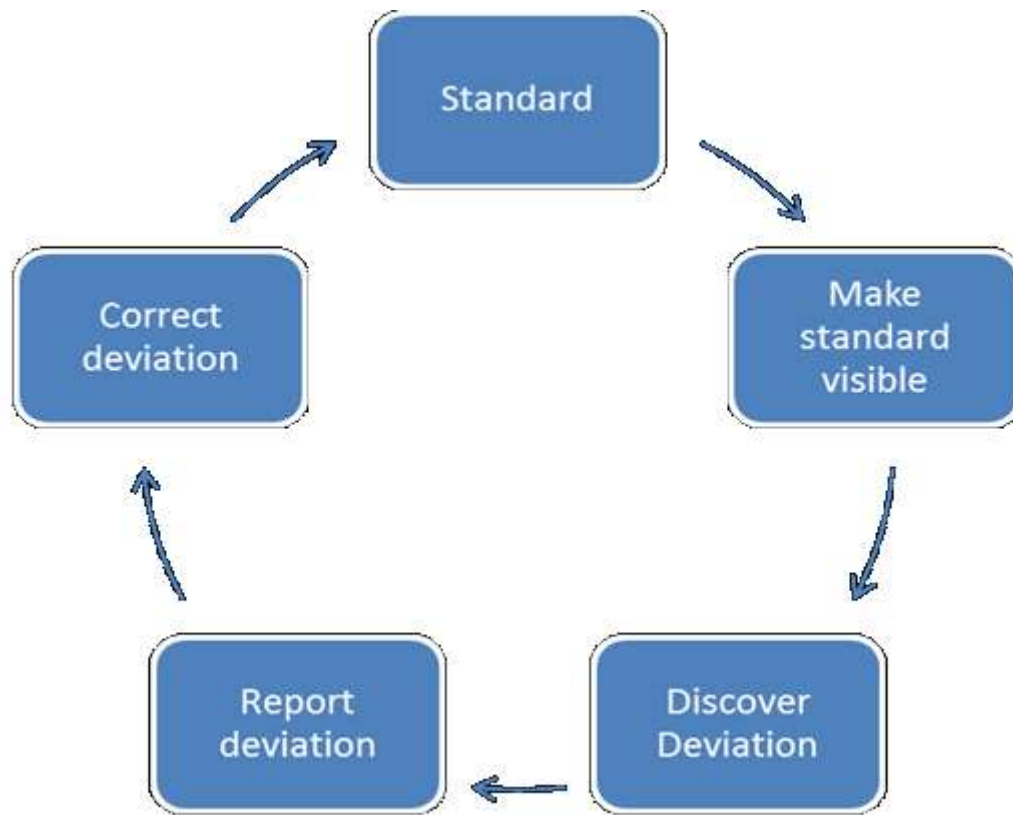 Standard
Make
standard
visible
Discover
Deviation
Report
deviation
Correct
deviation